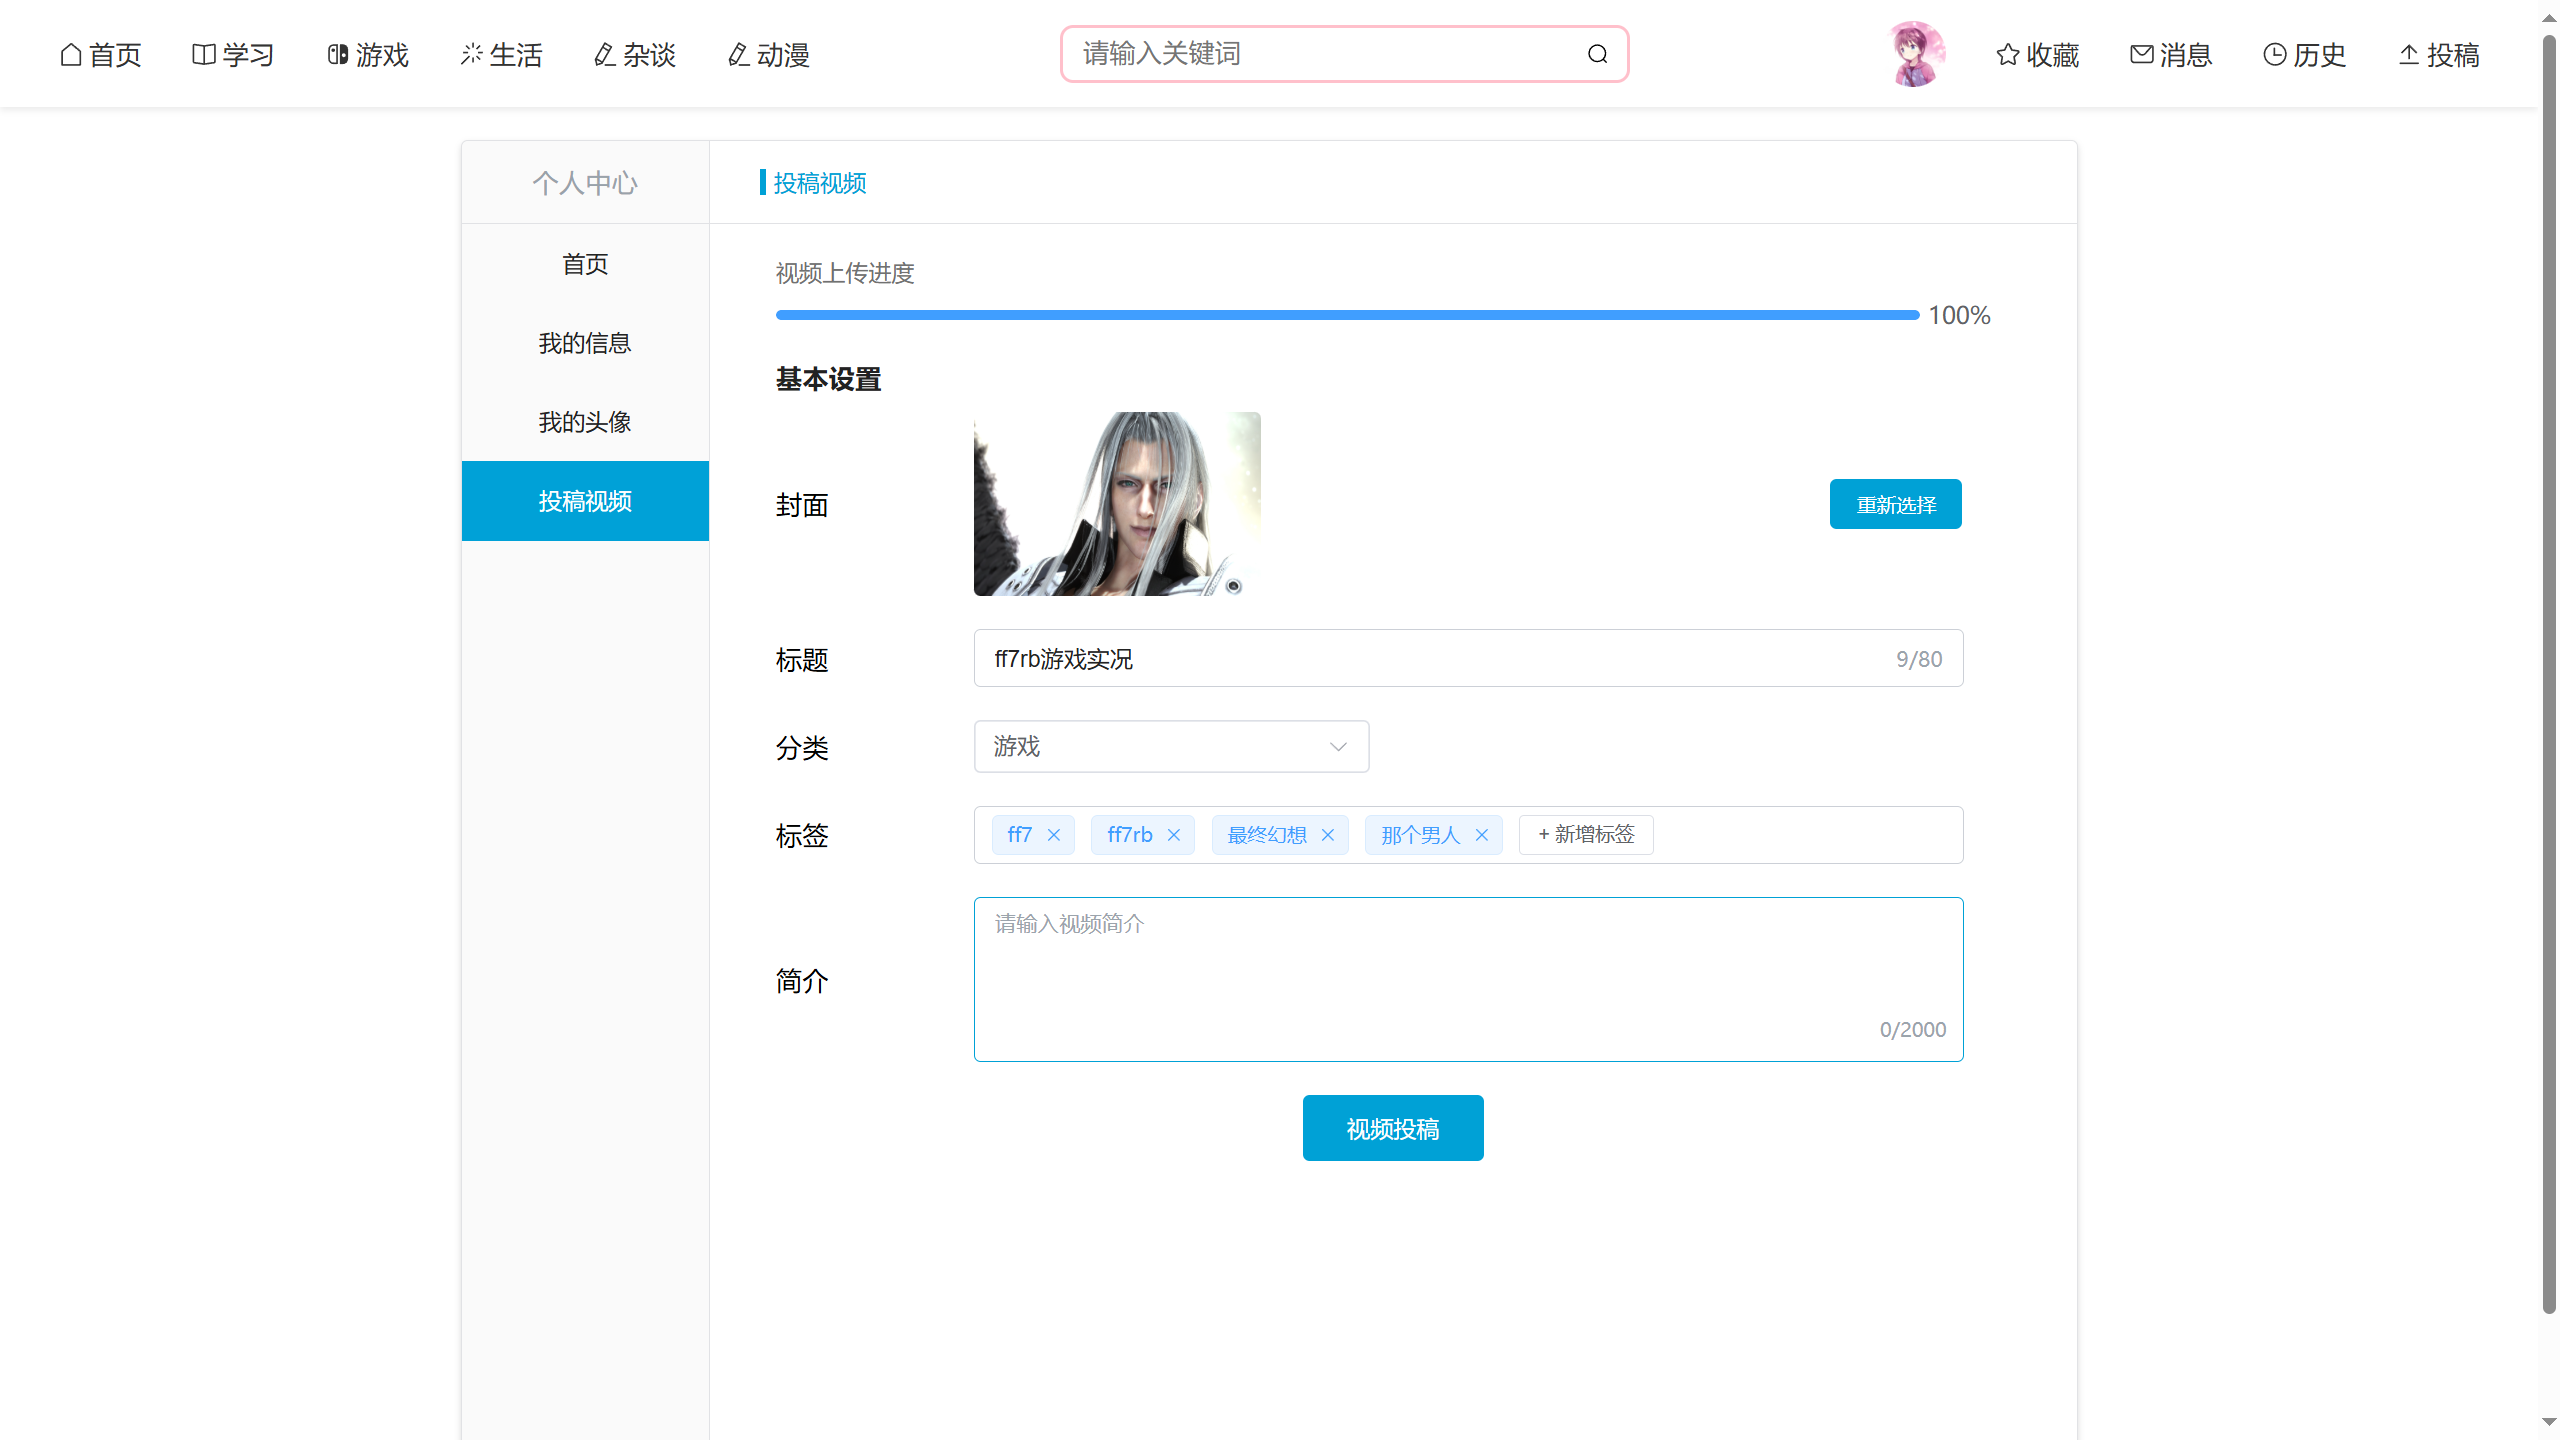 首页 学习 游戏 生活 杂谈 动漫 请输入关键词 收藏 消息 历史 投稿
个人中心
首页
我的信息
我的头像
投稿视频
投稿视频
视频上传进度
100%
基本设置
封面
重新选择
标题
ff7rb游戏实况 9/80
分类
游戏
标签
ff7 ff7rb 最终幻想 那个男人 + 新增标签
简介
请输入视频简介
0/2000
视频投稿